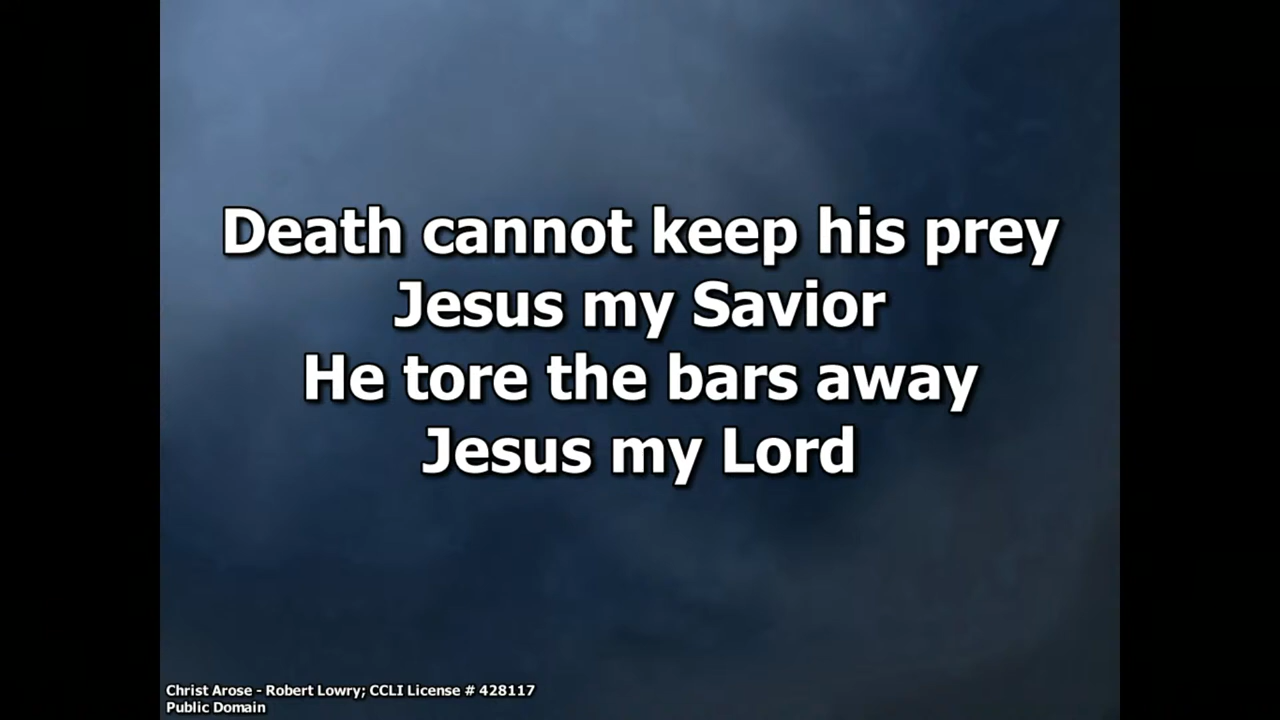 Death cannot keep his prey
Jesus my Savior
He tore the bars away
Jesus my Lord
Christ Arose - Robert Lowry; CCLI License # 428117
Public Domain